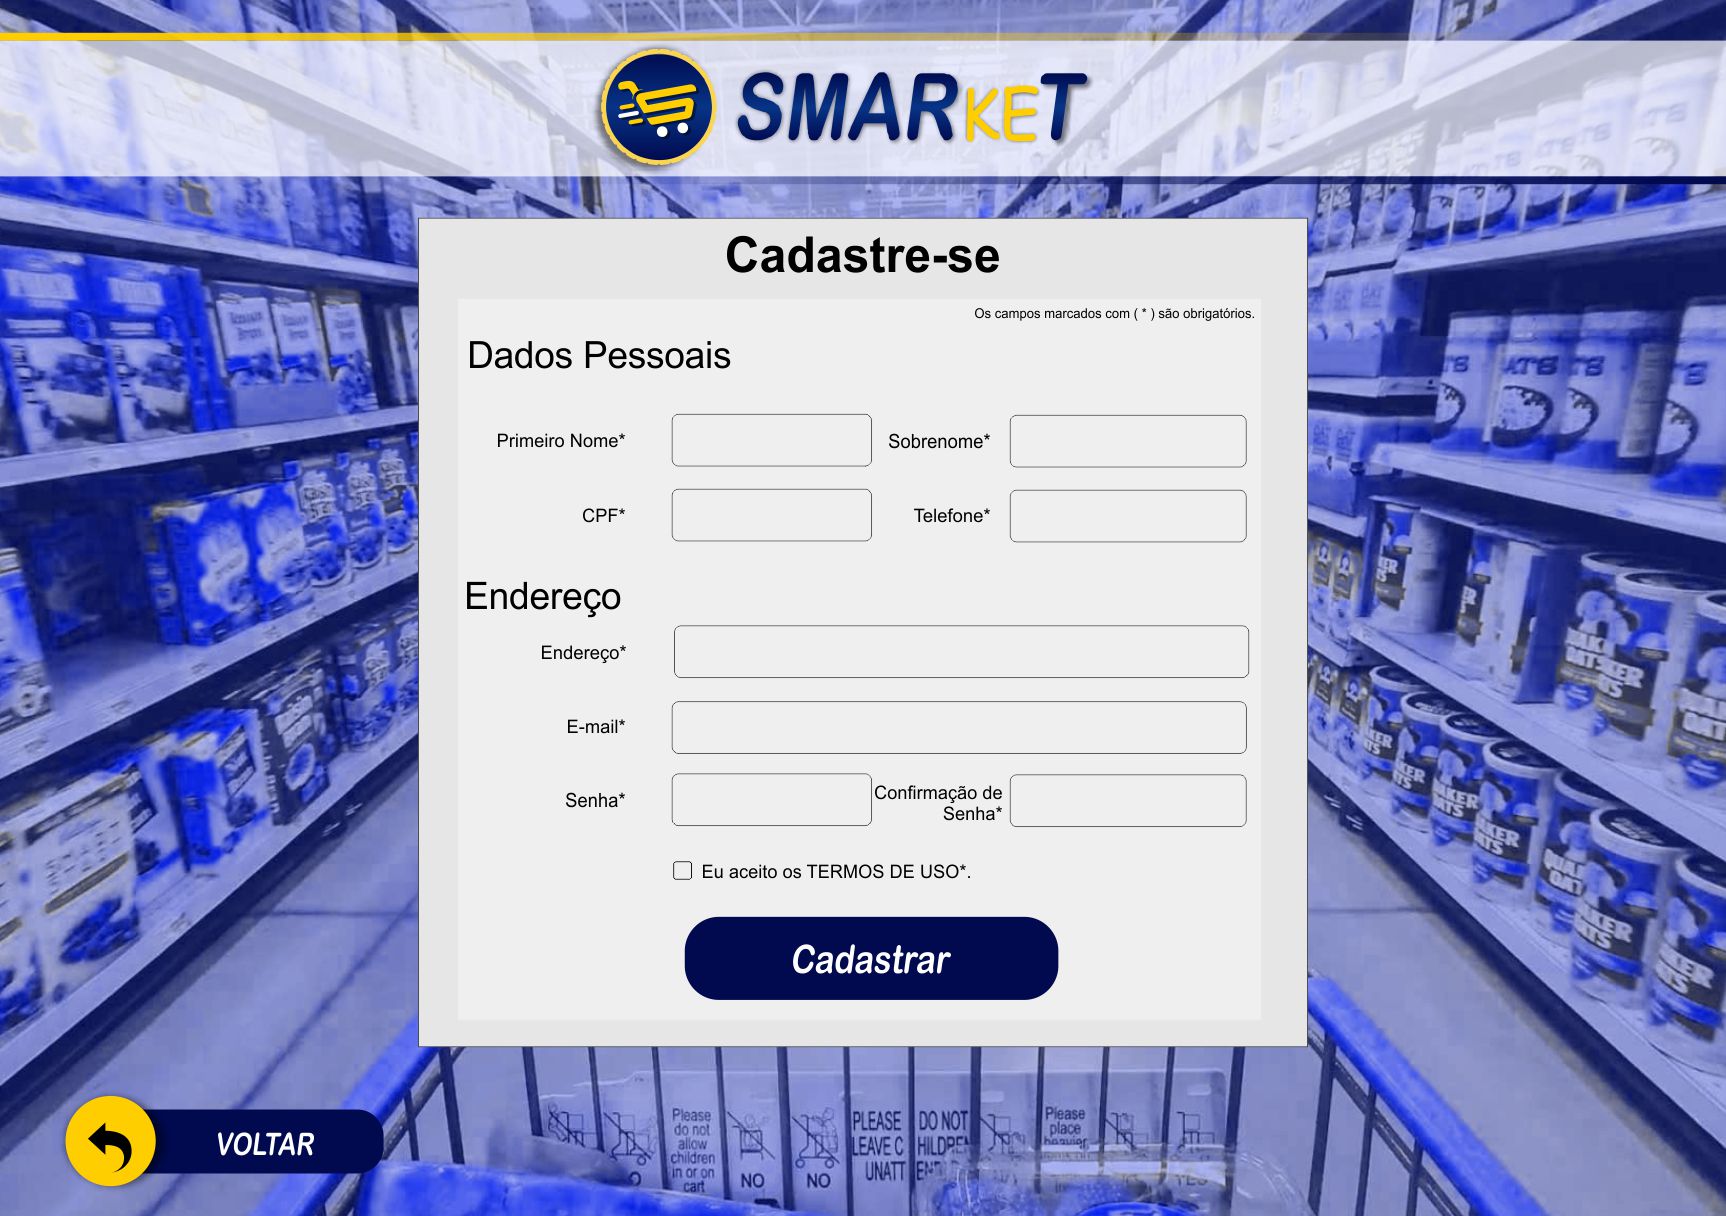 SMARKET
Cadastre-se
Os campos marcados com ( * ) são obrigatórios.
Dados Pessoais
Primeiro Nome*
Sobrenome*
CPF*
Telefone*
Endereço
Endereço*
E-mail*
Senha*
Confirmação de
Senha*
Eu aceito os TERMOS DE USO*.
Cadastrar
VOLTAR
Please
do not
allow
children
in or on
cart
NO
NO
PLEASE
LEAVE C
UNATT
DO NOT
HILDREN
Please
place
heavier